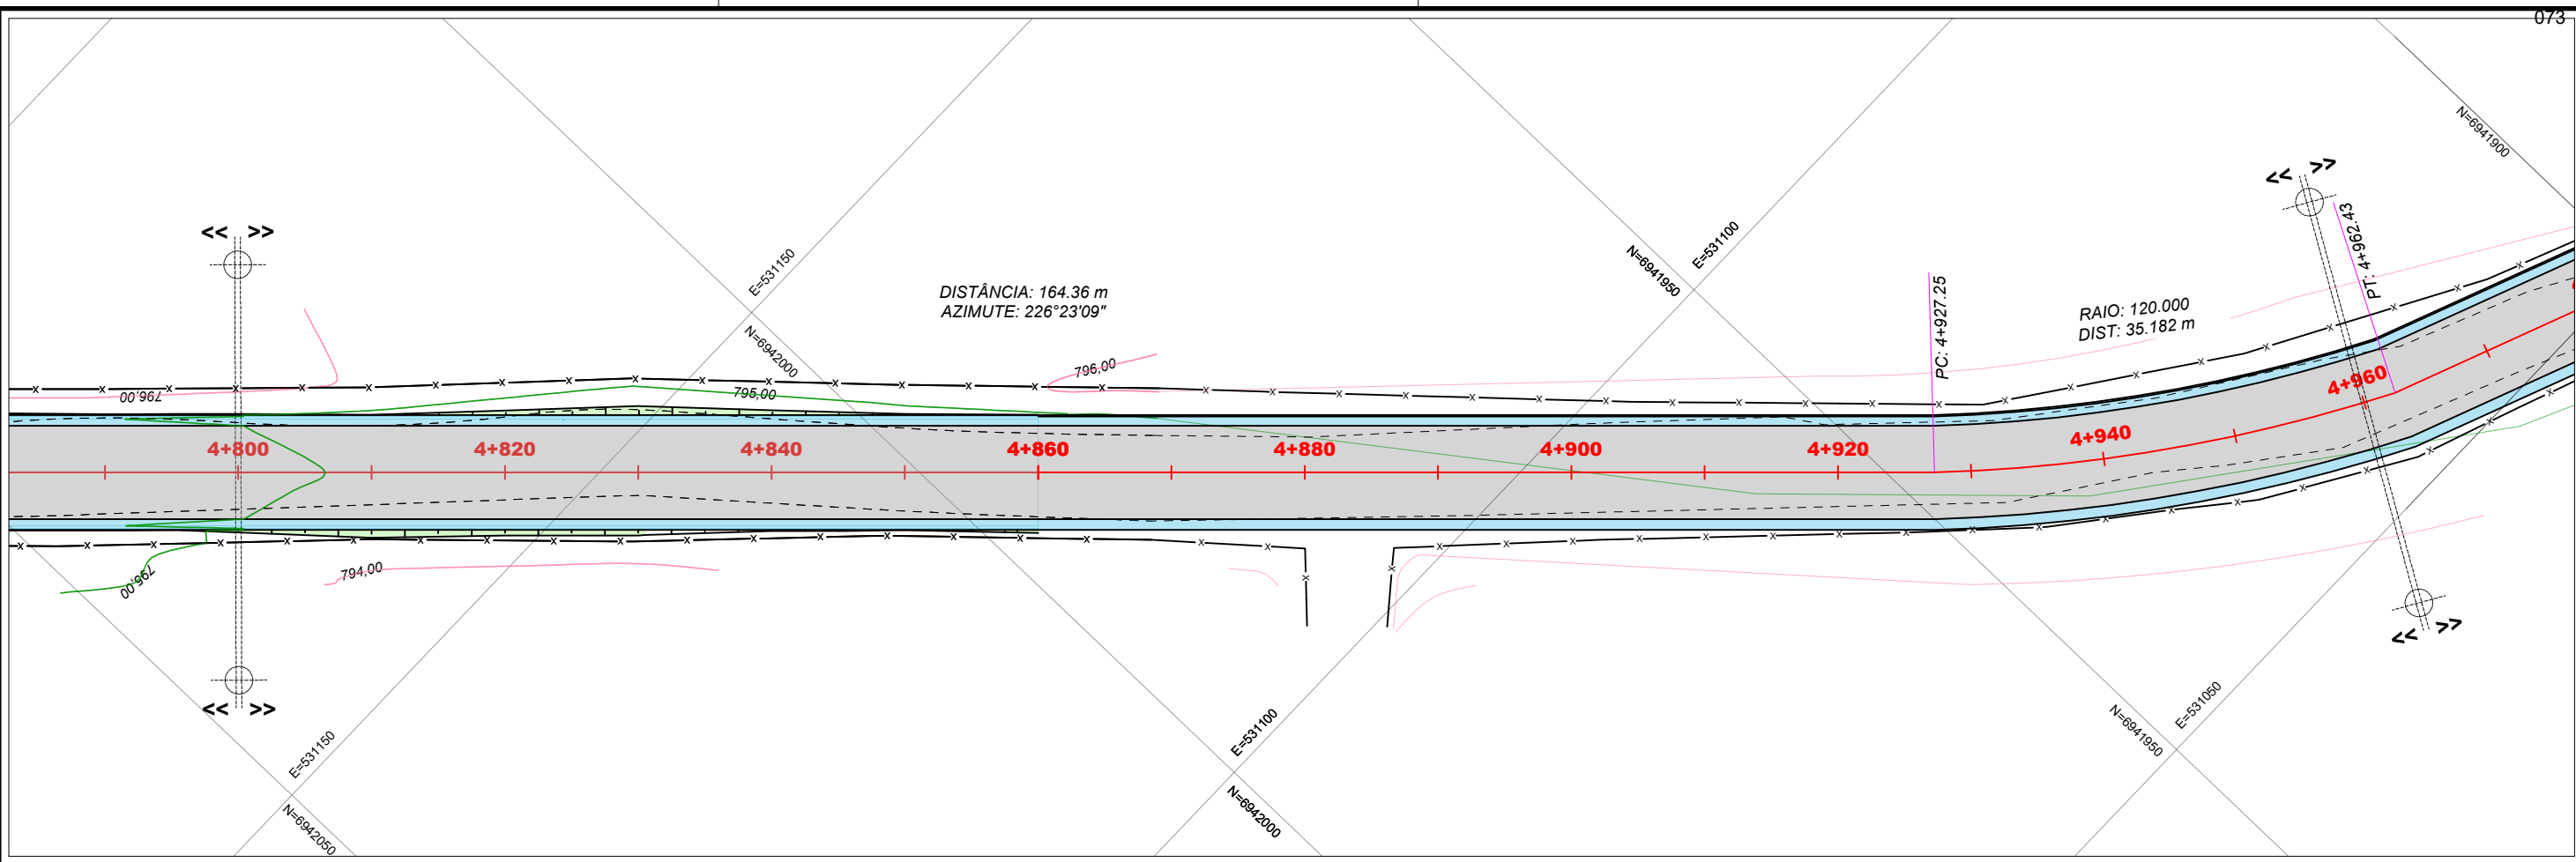 073
N=6941900
<< >>
<< >>
PT: 4+962.43
E=531150
E=531100
N=6941950
PC: 4+927.25
DISTÂNCIA: 164.36 m
AZIMUTE: 226°23'09"
RAIO: 120.000
DIST: 35.182 m
N=6942000
796,00
796,00
795,00
4+800
4+820
4+840
4+860
4+880
4+900
4+920
4+940
4+960
795,00
794,00
<< >>
<< >>
E=531150
E=531100
N=6941950
E=531050
N=6942050
N=6942000